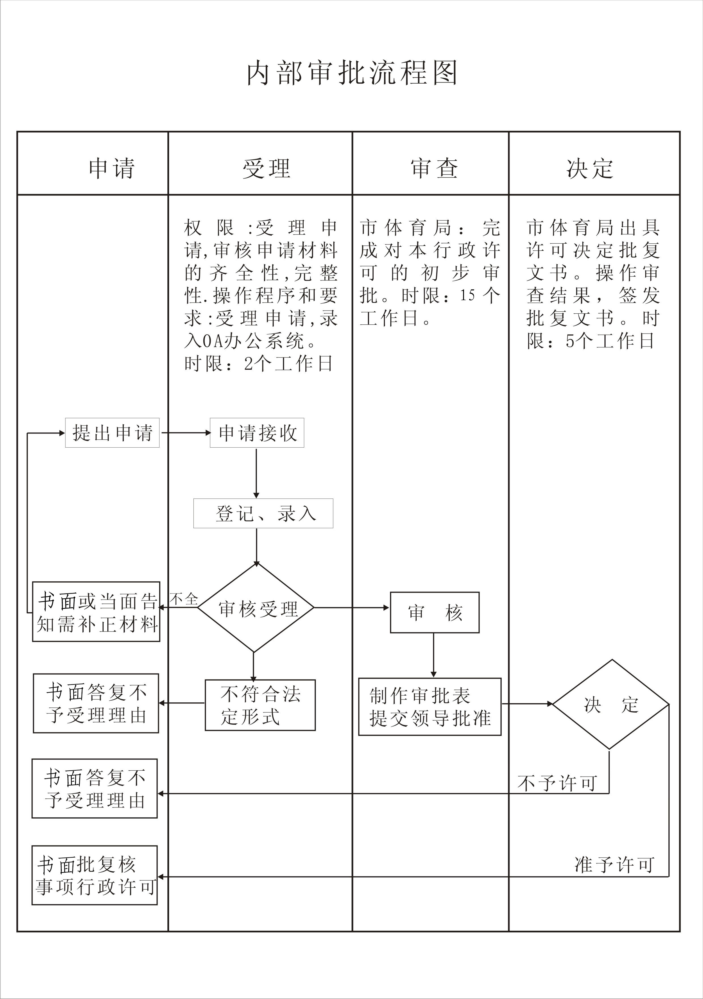 内部审批流程图
申请
受理
审查
决定
权限:受理申
请,审核申请材料
的齐全性,完整
性.操作程序和要
求:受理申请,录
入OA办公系统。
时限：2个工作日
市体育局：完
成对本行政许
可的初步审
批。时限：15个
工作日。
市体育局出具
许可决定批复
文书。操作审
查结果，签发
批复文书。时
限：5个工作日
提出申请
申请接收
登记、录入
书面或当面告
知需补正材料
不全
审核受理
审 核
书面答复不
予受理理由
不符合法
定形式
制作审批表
提交领导批准
决 定
书面答复不
予受理理由
不予许可
书面批复核
事项行政许可
准予许可